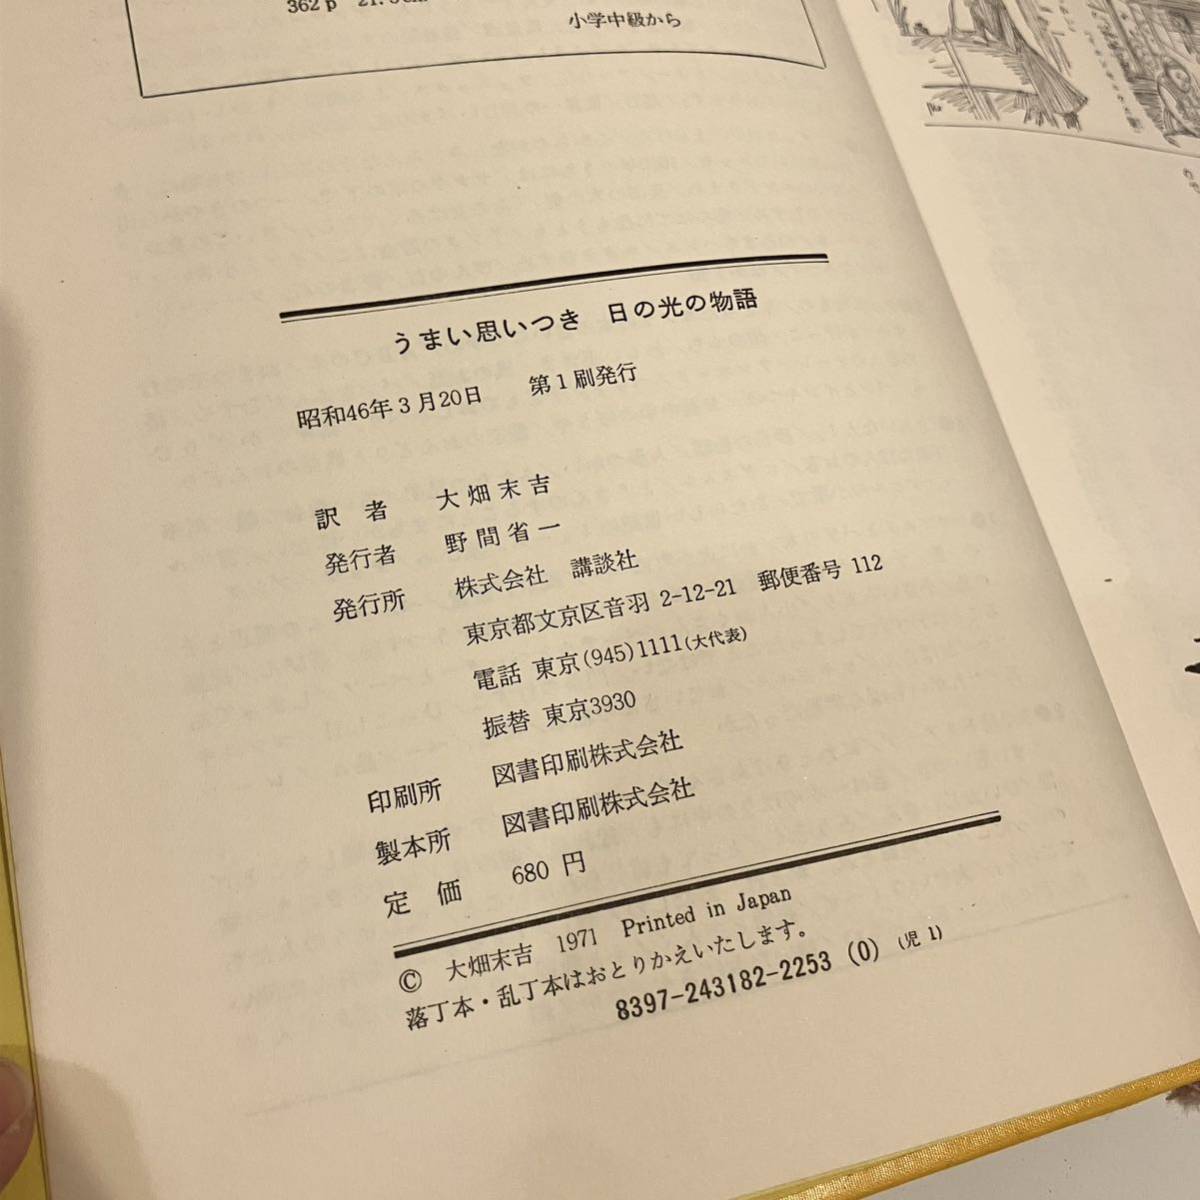 362p
小学中級から
うまい思いつき 日の光の物語
昭和46年3月20日 第1刷発行
訳者 大畑末吉
発行者 野間省一
発行所 株式会社 講談社
東京都文京区音羽 2-12-21 郵便番号 112
電話 東京(945)1111(大代表)
振替 東京3930
印刷所 図書印刷株式会社
製本所 図書印刷株式会社
定価 680円
© 大畑末吉 1971 Printed in Japan
落丁本・乱丁本はおとりかえいたします。
8397-243182-2253 (0) (児1)